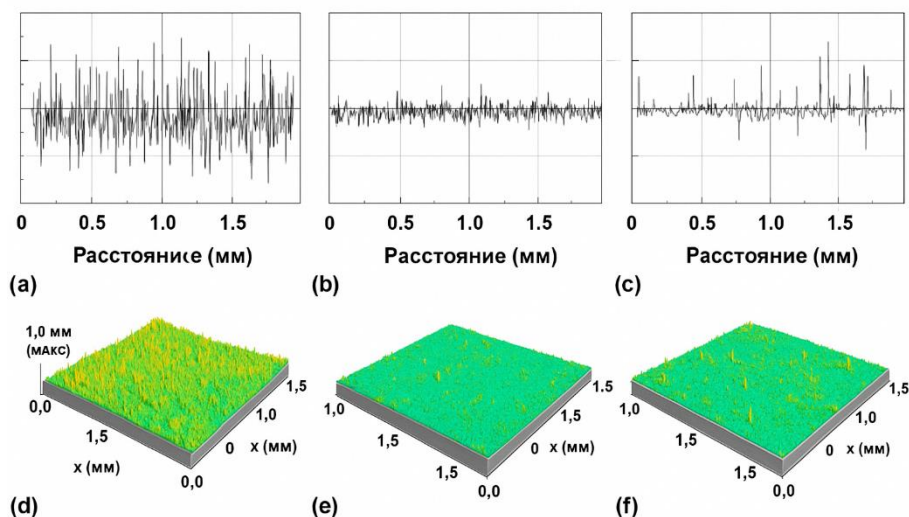 0 0.5 1.0 1.5
Расстояниcе (мм)
(a)
0 0.5 1.0 1.5
Расстояние (мм)
(b)
0 0.5 1.0 1.5
Расстояние (мм)
(c)
1,0 мм
(макс)
0,0
1,5
x (мм)
0,0
0
x (мм)
1,0
1,5
(d)
1,0
1,5
1,5
0,0
0
x (мм)
1,0
1.5
(e)
1,0
1,5
1,5
0,0
0
x (мм)
1,0
1,5
(f)